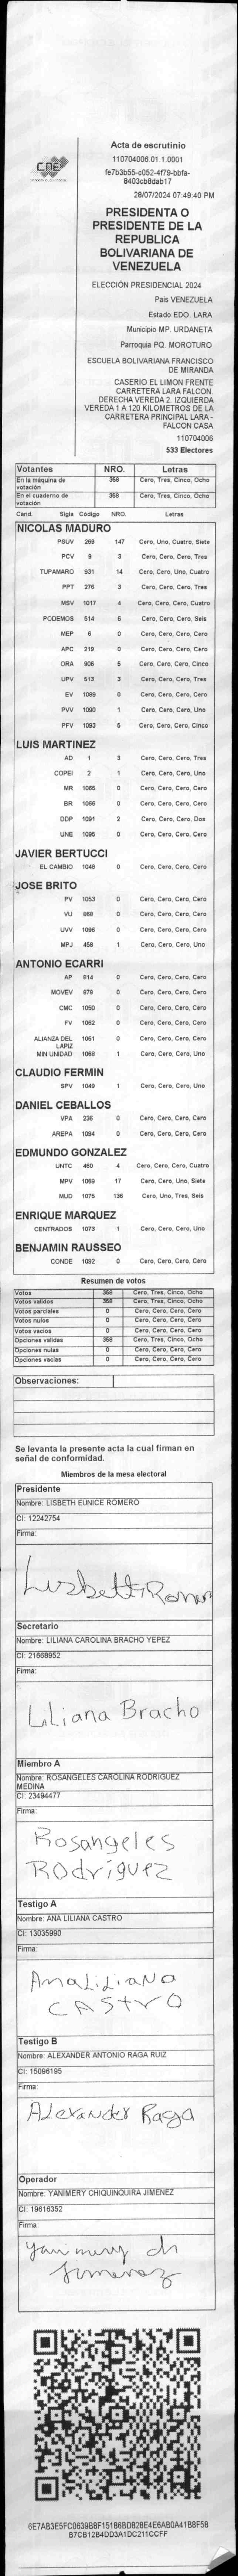 CNE
Acta de escrutinio
110704006.01.1.0001
fe7b3b55-c052-4f79-bbfa-
8403cb8dab17
28/07/2024 07:49:40 PM
PRESIDENTA O
PRESIDENTE DE LA
REPUBLICA
BOLIVARIANA DE
VENEZUELA
ELECCIÓN PRESIDENCIAL 2024
Pais VENEZUELA
Estado EDO. LARA
Municipio MP. URDANETA
Parroquia PQ. MOROTURO
ESCUELA BOLIVARIANA FRANCISCO
DE MIRANDA
CASERIO EL LIMON FRENTE
CARRETERA LARA FALCON.
DERECHA VEREDA 2. IZQUIERDA
VEREDA 1 A 120 KILOMETROS DE LA
CARRETERA PRINCIPAL LARA -
FALCON CASA
110704006
533 Electores
Votantes NRO. Letras
En la máquina de votación 358 Cero, Tres, Cinco, Ocho
En el cuaderno de votación 358 Cero, Tres, Cinco, Ocho
Cand. Sigla Código NRO. Letras
NICOLAS MADURO
PSUV 269 147 Cero, Uno, Cuatro, Siete
PCV 9 3 Cero, Cero, Cero, Tres
TUPAMARO 931 14 Cero, Cero, Uno, Cuatro
PPT 276 3 Cero, Cero, Cero, Tres
MSV 1017 4 Cero, Cero, Cero, Cuatro
PODEMOS 514 6 Cero, Cero, Cero, Seis
MEP 6 0 Cero, Cero, Cero, Cero
APC 219 0 Cero, Cero, Cero, Cero
ORA 906 5 Cero, Cero, Cero, Cinco
UPV 513 3 Cero, Cero, Cero, Tres
EV 1089 0 Cero, Cero, Cero, Cero
PVV 1090 1 Cero, Cero, Cero, Uno
PFV 1093 5 Cero, Cero, Cero, Cinco
LUIS MARTINEZ
AD 1 3 Cero, Cero, Cero, Tres
COPEI 2 1 Cero, Cero, Cero, Uno
MR 1065 0 Cero, Cero, Cero, Cero
BR 1066 0 Cero, Cero, Cero, Cero
DDP 1091 2 Cero, Cero, Cero, Dos
UNE 1095 0 Cero, Cero, Cero, Cero
JAVIER BERTUCCI
EL CAMBIO 1048 0 Cero, Cero, Cero, Cero
JOSE BRITO
PV 1053 0 Cero, Cero, Cero, Cero
VU 868 0 Cero, Cero, Cero, Cero
UVV 1096 0 Cero, Cero, Cero, Cero
MPJ 458 1 Cero, Cero, Cero, Uno
ANTONIO ECARRI
AP 814 0 Cero, Cero, Cero, Cero
MOVEV 878 0 Cero, Cero, Cero, Cero
CMC 1050 0 Cero, Cero, Cero, Cero
FV 1062 0 Cero, Cero, Cero, Cero
ALIANZA DEL LAPIZ 1061 0 Cero, Cero, Cero, Cero
MIN UNIDAD 1068 1 Cero, Cero, Cero, Uno
CLAUDIO FERMIN
SPV 1049 1 Cero, Cero, Cero, Uno
DANIEL CEBALLOS
VPA 236 0 Cero, Cero, Cero, Cero
AREPA 1094 0 Cero, Cero, Cero, Cero
EDMUNDO GONZALEZ
UNTC 460 4 Cero, Cero, Cero, Cuatro
MPV 1069 17 Cero, Cero, Uno, Siete
MUD 1075 136 Cero, Uno, Tres, Seis
ENRIQUE MARQUEZ
CENTRADOS 1073 1 Cero, Cero, Cero, Uno
BENJAMIN RAUSSEO
CONDE 1092 0 Cero, Cero, Cero, Cero
Resumen de votos
Votos 358 Cero, Tres, Cinco, Ocho
Votos validos 358 Cero, Tres, Cinco, Ocho
Votos parciales 0 Cero, Cero, Cero, Cero
Votos nulos 0 Cero, Cero, Cero, Cero
Votos vacios 0 Cero, Cero, Cero, Cero
Opciones validas 358 Cero, Tres, Cinco, Ocho
Opciones nulas 0 Cero, Cero, Cero, Cero
Opciones vacias 0 Cero, Cero, Cero, Cero
Observaciones:
Se levanta la presente acta la cual firman en
señal de conformidad.
Miembros de la mesa electoral
Presidente
Nombre: LISBETH EUNICE ROMERO
CI: 12242754
Firma:
Lisbeth Romero
Secretario
Nombre: LILIANA CAROLINA BRACHO YEPEZ
CI: 21668952
Firma:
Liliana Bracho
Miembro A
Nombre: ROSANGELES CAROLINA RODRIGUEZ
MEDINA
CI: 23494477
Firma:
Rosangeles
Rodriguez
Testigo A
Nombre: ANA LILIANA CASTRO
CI: 13035990
Firma:
Ana Liliana
CAStro
Testigo B
Nombre: ALEXANDER ANTONIO RAGA RUIZ
CI: 15096195
Firma:
Alexander Raga
Operador
Nombre: YANIMERY CHIQUINQUIRA JIMENEZ
CI: 19616352
Firma:
Yanimery ch
Jimenez
6E7AB3E5FC0639B8F15186BD828E4E6AB0A41B8F58
B7CB12B4DD3A1DC211CCFF